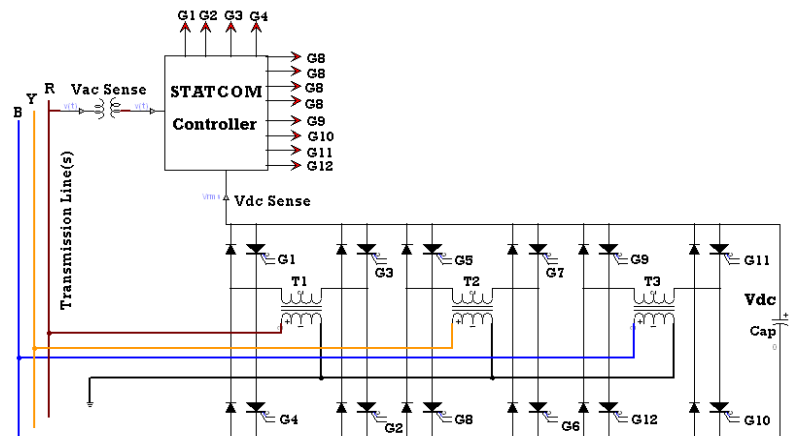 G1 G2 G3 G4
Vac Sense
R
Y
B
v(t)
v(t)
STATCOM
Controller
G8
G8
G8
G8
G9
G10
G11
G12
Transmission Line(s)
Vdc Sense
G1
G3
G5
G7
G9
G11
T1
T2
T3
Vdc
+
Cap
+ −
+ −
+ −
G4
G2
G8
G6
G12
G10